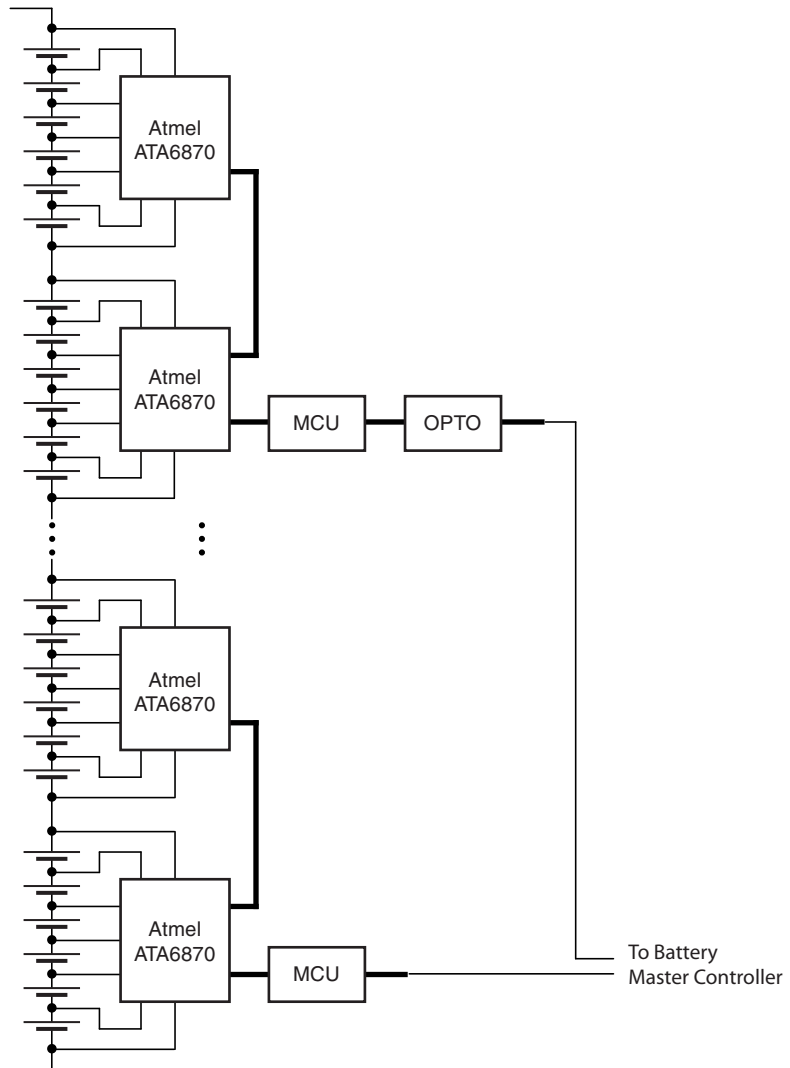 Atmel
ATA6870
Atmel
ATA6870
MCU
OPTO
Atmel
ATA6870
Atmel
ATA6870
MCU
To Battery
Master Controller